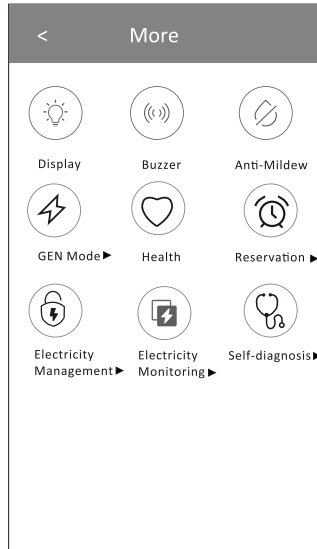 < More
Display Buzzer Anti-Mildew
GEN Mode▶ Health Reservation ▶
Electricity Management▶ Electricity Monitoring▶ Self-diagnosis▶